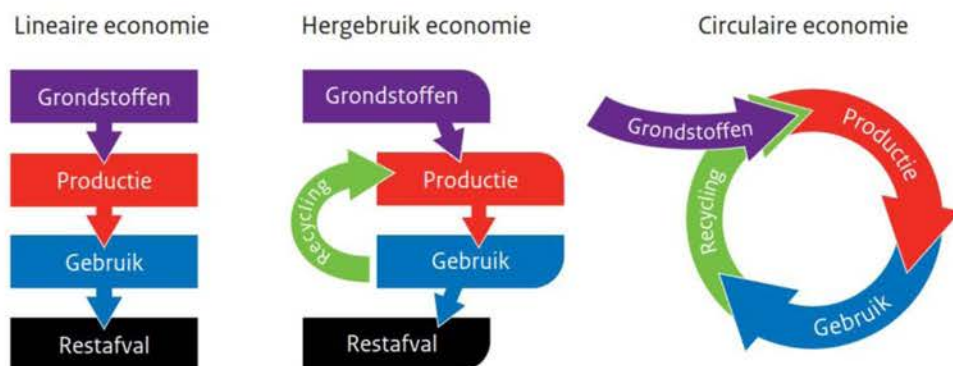 Lineaire economie
Grondstoffen
Productie
Gebruik
Restafval
Hergebruik economie
Grondstoffen
Productie
Recycling
Gebruik
Restafval
Circulaire economie
Grondstoffen
Productie
Recycling
Gebruik